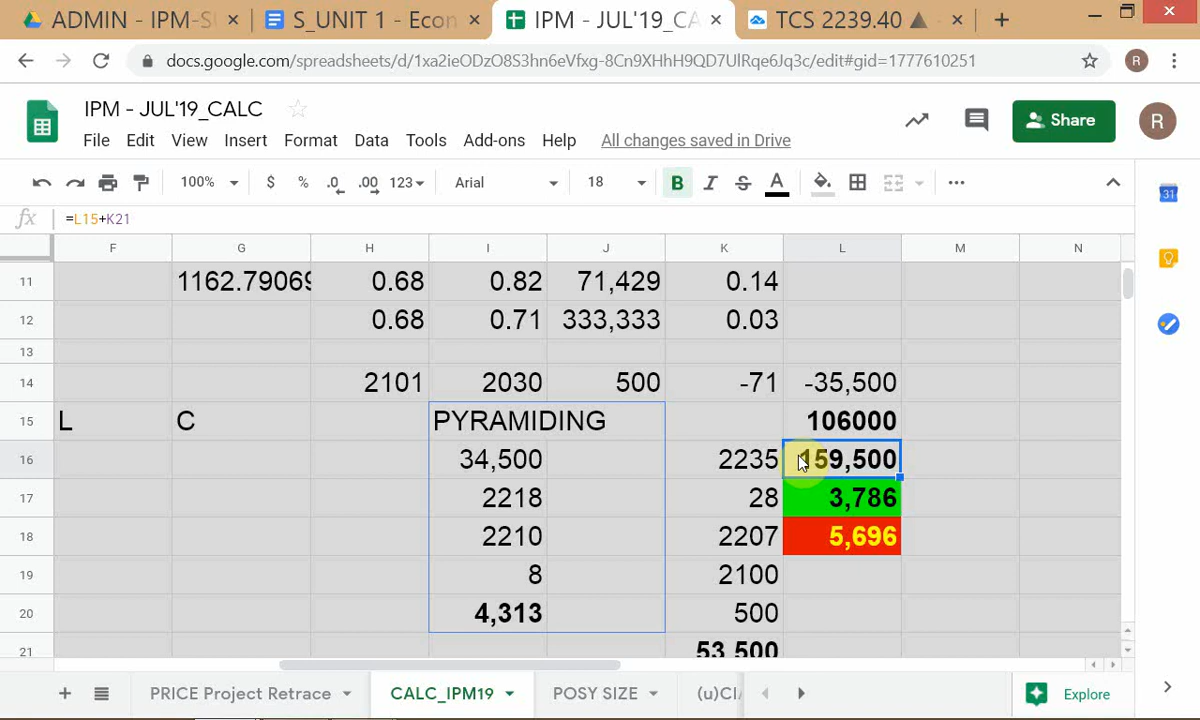 ADMIN - IPM-S
S_UNIT 1 - Econ
IPM - JUL'19_CA
TCS 2239.40
docs.google.com/spreadsheets/d/1xa2ieODzO8S3hn6eVfxg-8Cn9XHhH9QD7UlRqe6Jq3c/edit#gid=1777610251
R
IPM - JUL'19_CALC
File Edit View Insert Format Data Tools Add-ons Help All changes saved in Drive
Share
R
100% $ % .0 .00 123 Arial 18 B I S A
31
fx =L15+K21
F G H I J K L M N
11 1162.79069 0.68 0.82 71,429 0.14
12 0.68 0.71 333,333 0.03
13
14 2101 2030 500 -71 -35,500
15 L C PYRAMIDING 106000
16 34,500 2235 159,500
17 2218 28 3,786
18 2210 2207 5,696
19 8 2100
20 4,313 500
21 53,500
PRICE Project Retrace CALC_IPM19 POSY SIZE (u)CI Explore